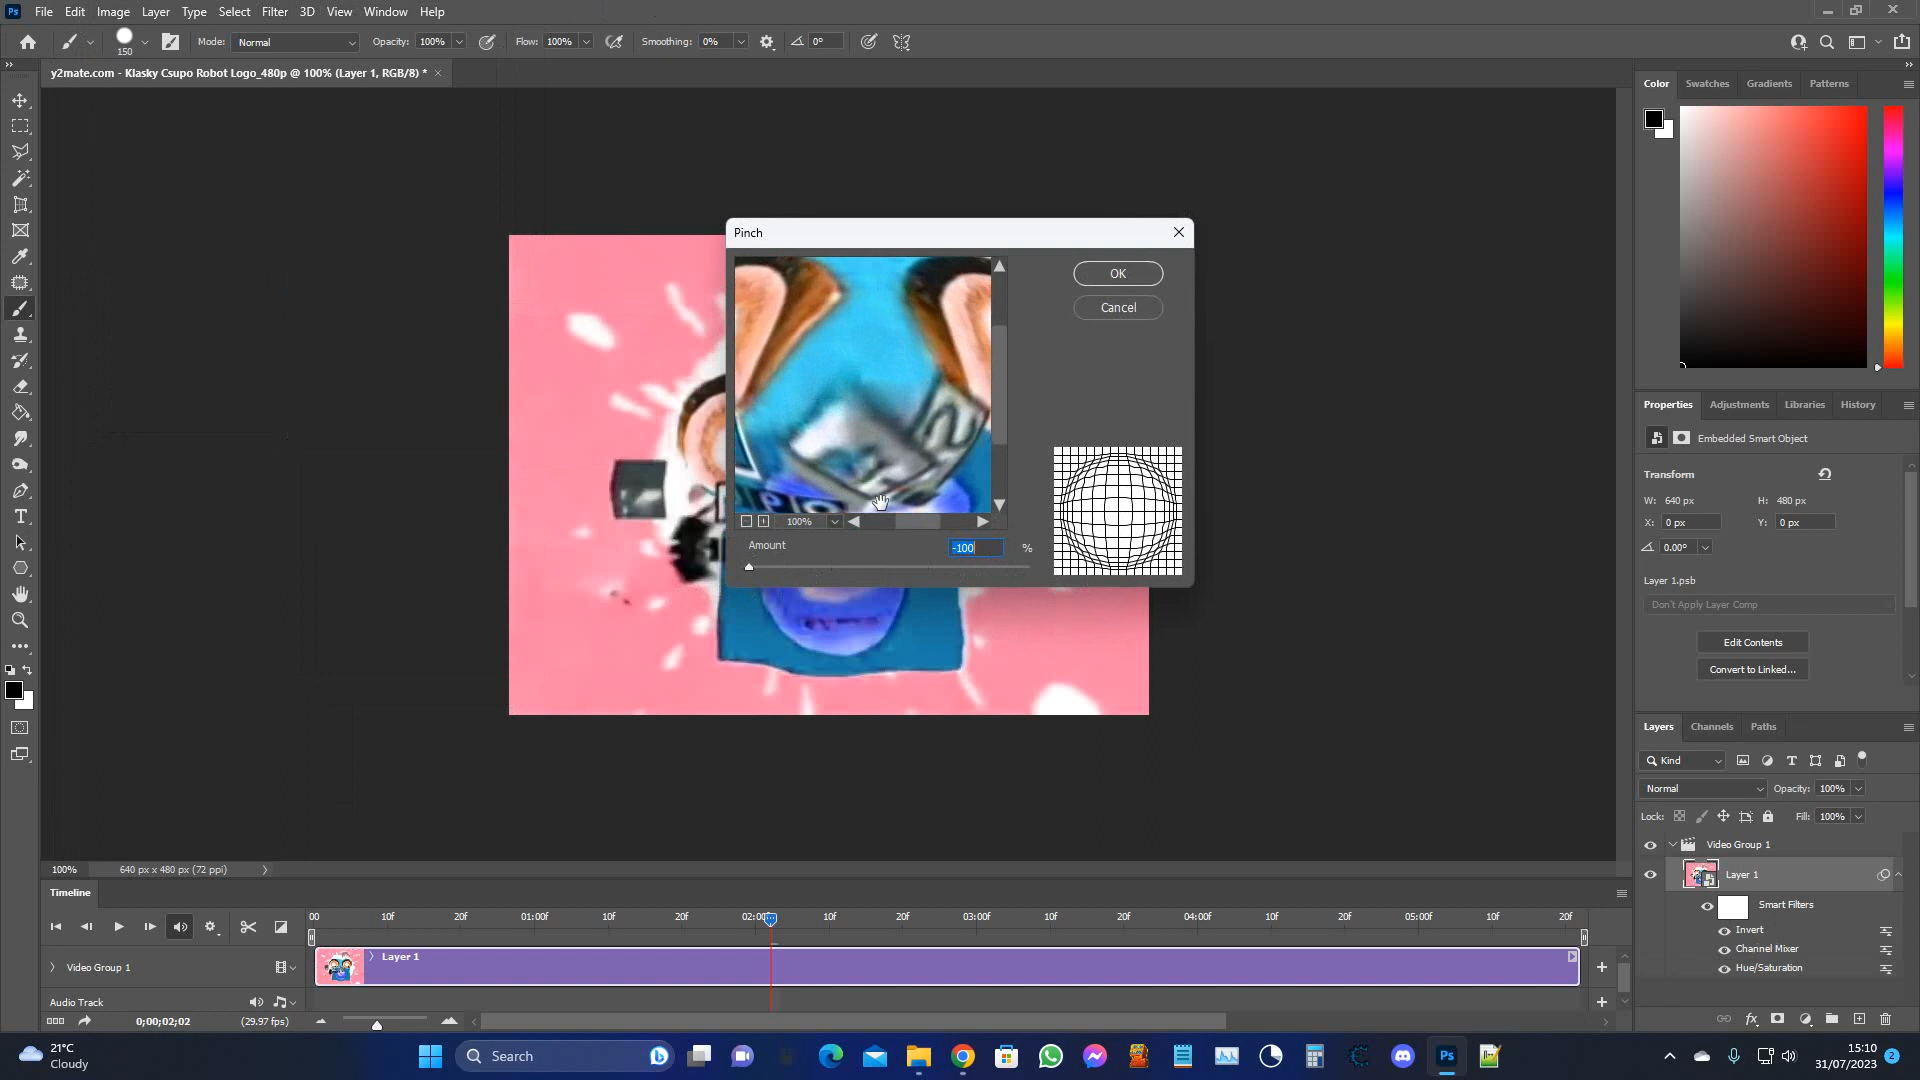 Ps File Edit Image Layer Type Select Filter 3D View Window Help
150 Mode: Normal Opacity: 100% Flow: 100% Smoothing: 0% 0°
y2mate.com - Klasky Csupo Robot Logo_480p @ 100% (Layer 1, RGB/8) *
Color Swatches Gradients Patterns
Pinch
OK
Cancel
100%
Amount -100 %
Properties Adjustments Libraries History
Embedded Smart Object
Transform
W: 640 px H: 480 px
X: 0 px Y: 0 px
0.00°
Layer 1.psb
Don't Apply Layer Comp
Edit Contents
Convert to Linked...
Layers Channels Paths
Kind
Normal Opacity: 100%
Lock: Fill: 100%
Video Group 1
Layer 1
Smart Filters
Invert
Channel Mixer
Hue/Saturation
100% 640 px x 480 px (72 ppi)
Timeline
00 10f 20f 01:00f 10f 20f 02:00f 10f 20f 03:00f 10f 20f 04:00f 10f 20f 05:00f 10f 20f
Video Group 1 Layer 1
Audio Track
0;00;02;02 (29.97 fps)
21°C
Cloudy
Search
Ps
15:10
31/07/2023 2